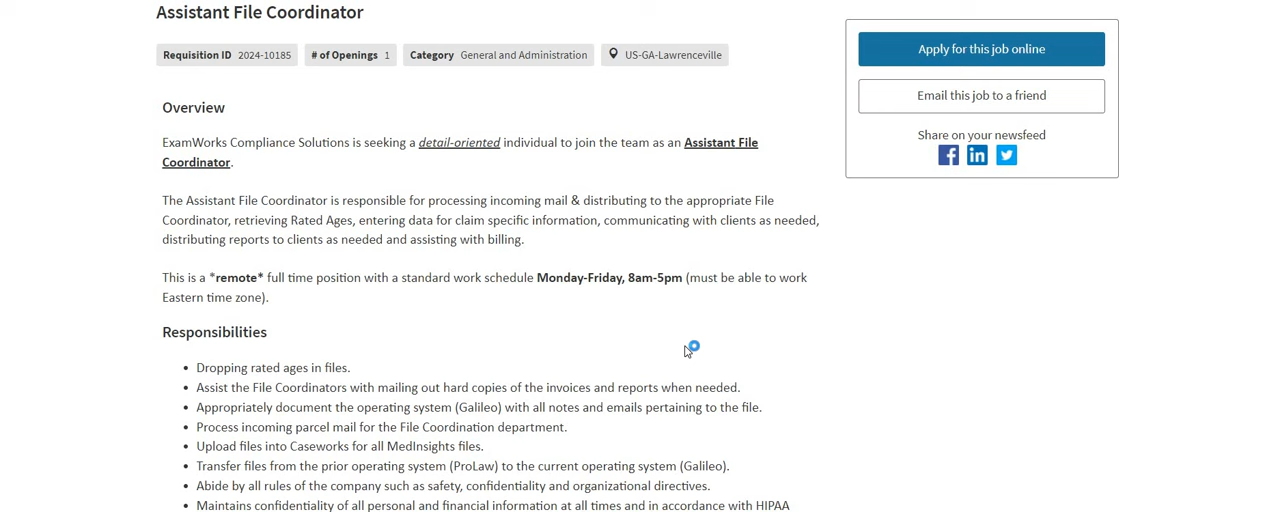 Assistant File Coordinator
Requisition ID 2024-10185 # of Openings 1 Category General and Administration US-GA-Lawrenceville
Apply for this job online
Email this job to a friend
Share on your newsfeed
Overview
ExamWorks Compliance Solutions is seeking a detail-oriented individual to join the team as an Assistant File
Coordinator.
The Assistant File Coordinator is responsible for processing incoming mail & distributing to the appropriate File
Coordinator, retrieving Rated Ages, entering data for claim specific information, communicating with clients as needed,
distributing reports to clients as needed and assisting with billing.
This is a *remote* full time position with a standard work schedule Monday-Friday, 8am-5pm (must be able to work
Eastern time zone).
Responsibilities
• Dropping rated ages in files.
• Assist the File Coordinators with mailing out hard copies of the invoices and reports when needed.
• Appropriately document the operating system (Galileo) with all notes and emails pertaining to the file.
• Process incoming parcel mail for the File Coordination department.
• Upload files into Caseworks for all MedInsights files.
• Transfer files from the prior operating system (ProLaw) to the current operating system (Galileo).
• Abide by all rules of the company such as safety, confidentiality and organizational directives.
• Maintains confidentiality of all personal and financial information at all times and in accordance with HIPAA